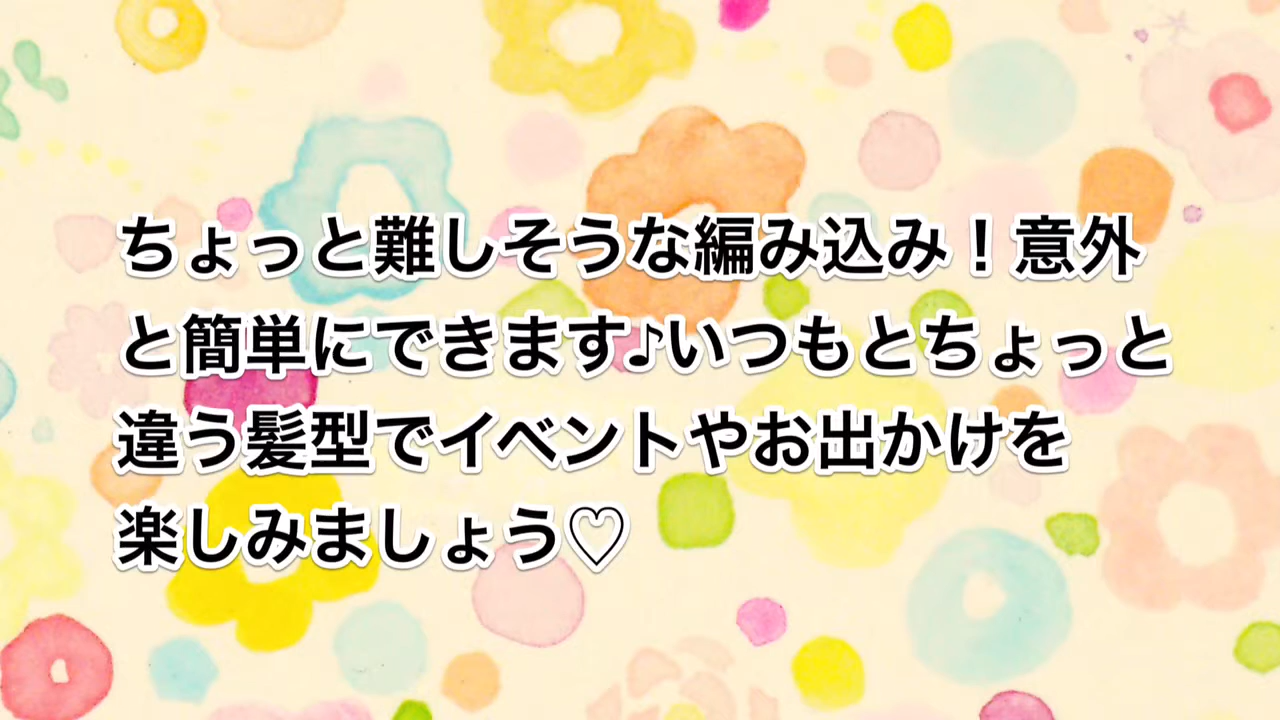 ちょっと難しそうな編み込み！意外
と簡単にできます♪いつもとちょっと
違う髪型でイベントやお出かけを
楽しみましょう♡